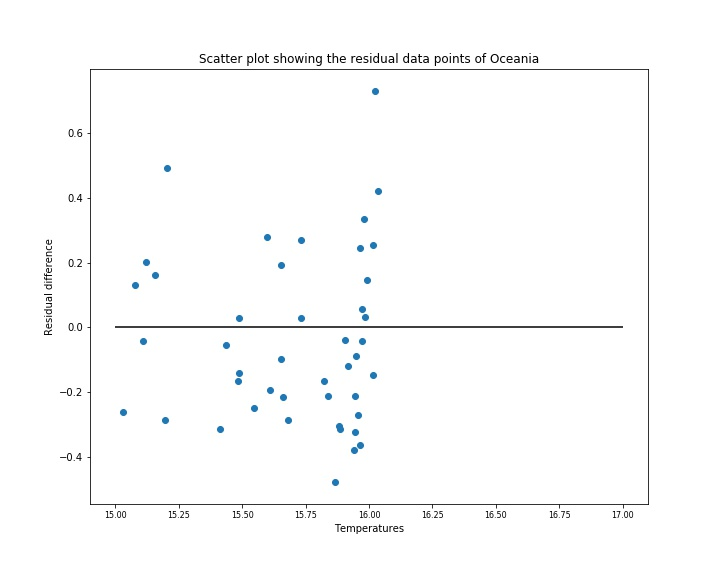 Scatter plot showing the residual data points of Oceania
Residual difference
0.6
0.4
0.2
0.0
−0.2
−0.4
15.00 15.25 15.50 15.75 16.00 16.25 16.50 16.75 17.00
Temperatures